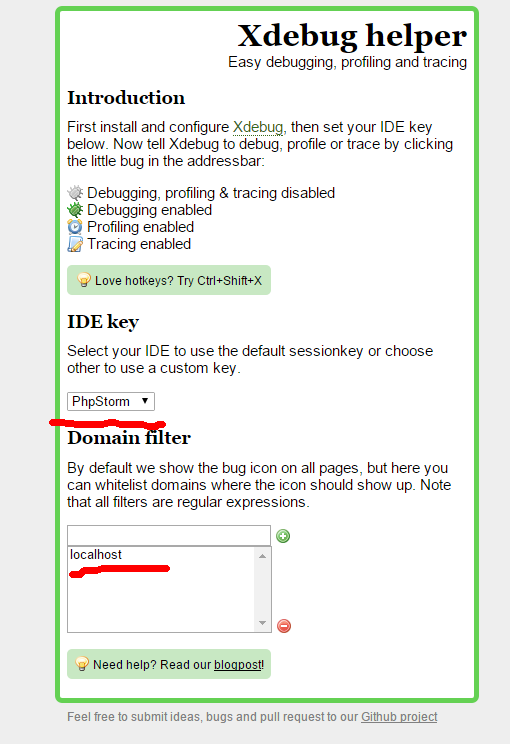 Xdebug helper
Easy debugging, profiling and tracing
Introduction
First install and configure Xdebug, then set your IDE key
below. Now tell Xdebug to debug, profile or trace by clicking
the little bug in the addressbar:
Debugging, profiling & tracing disabled
Debugging enabled
Profiling enabled
Tracing enabled
Love hotkeys? Try Ctrl+Shift+X
IDE key
Select your IDE to use the default sessionkey or choose
other to use a custom key.
PhpStorm
Domain filter
By default we show the bug icon on all pages, but here you
can whitelist domains where the icon should show up. Note
that all filters are regular expressions.
localhost
Need help? Read our blogpost!
Feel free to submit ideas, bugs and pull request to our Github project